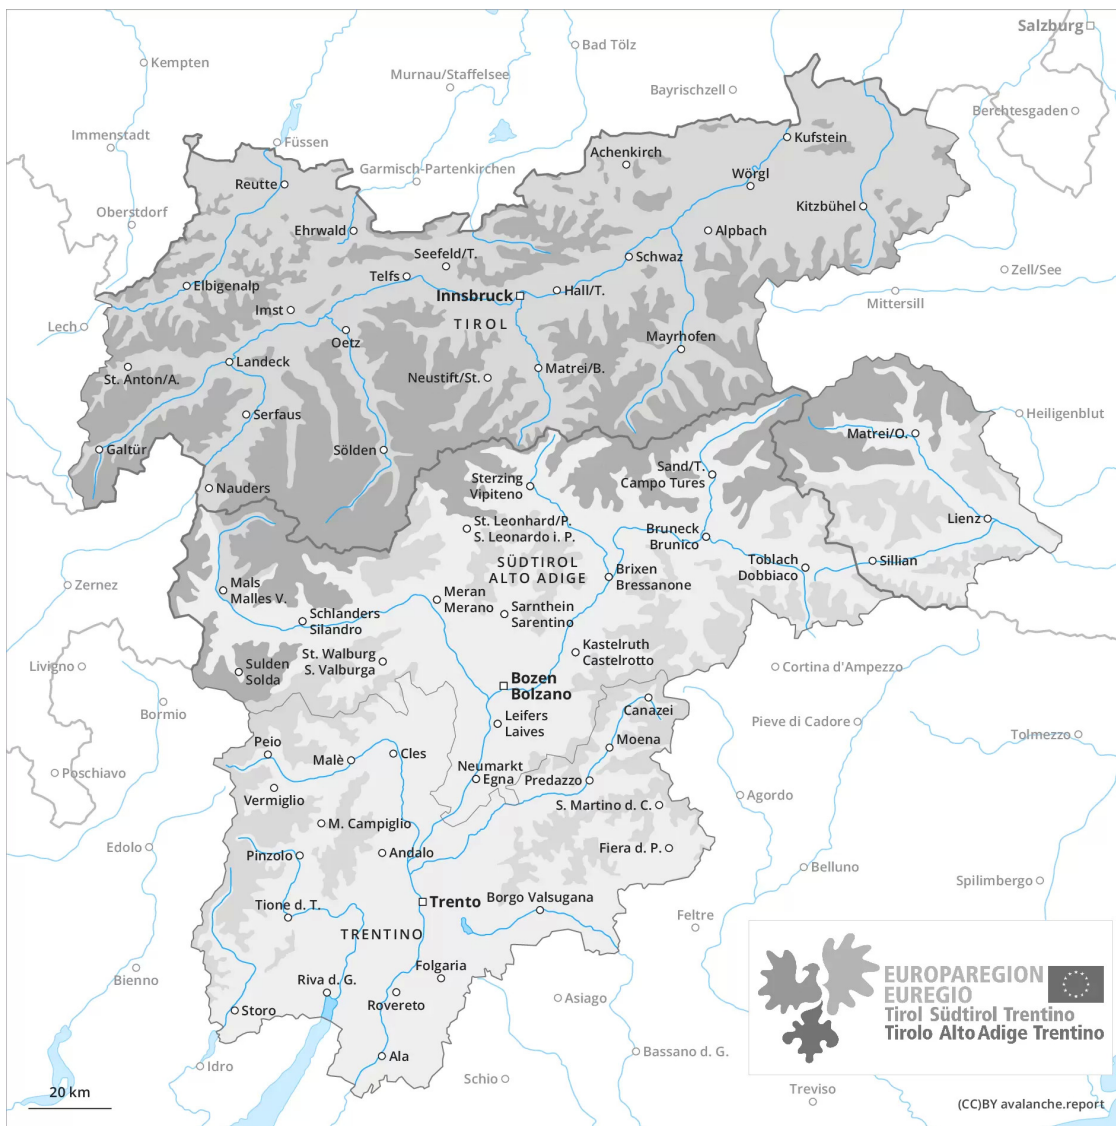 Salzburg
Kempten
Bad Tölz
Murnau/Staffelsee
Bayrischzell
Berchtesgaden
Immenstadt
Füssen
Kufstein
Achenkirch
Garmisch-Partenkirchen
Wörgl
Reutte
Oberstdorf
Kitzbühel
Ehrwald
Alpbach
Seefeld/T.
Schwaz
Telfs
Zell/See
Elbigenalp
Hall/T.
Innsbruck
Mittersill
Imst
TIROL
Lech
Oetz
Mayrhofen
Landeck
Matrei/B.
St. Anton/A.
Neustift/St.
Serfaus
Heiligenblut
Matrei/O.
Galtür
Sölden
Sand/T.
Campo Tures
Sterzing
Vipiteno
Nauders
St. Leonhard/P.
S. Leonardo i. P.
Lienz
Bruneck
Brunico
SÜDTIROL
ALTO ADIGE
Toblach
Dobbiaco
Sillian
Brixen
Bressanone
Zernez
Mals
Malles V.
Meran
Merano
Sarnthein
Sarentino
Schlanders
Silandro
Kastelruth
Castelrotto
St. Walburg
S. Valburga
Livigno
Sulden
Solda
Cortina d'Ampezzo
Bozen
Bolzano
Bormio
Canazei
Leifers
Laives
Pieve di Cadore
Tolmezzo
Moena
Peio
Cles
Malè
Neumarkt
Egna
Predazzo
Poschiavo
Vermiglio
S. Martino d. C.
Agordo
M. Campiglio
Edolo
Pinzolo
Andalo
Fiera d. P.
Belluno
Spilimbergo
Trento
Borgo Valsugana
Tione d. T.
Feltre
TRENTINO
Folgaria
Bienno
Riva d. G.
Rovereto
Asiago
Storo
Ala
Idro
Bassano d. G.
Schio
Treviso
EUROPAREGION
EUREGIO
Tirol Südtirol Trentino
Tirolo Alto Adige Trentino
20 km
(CC)BY avalanche.report